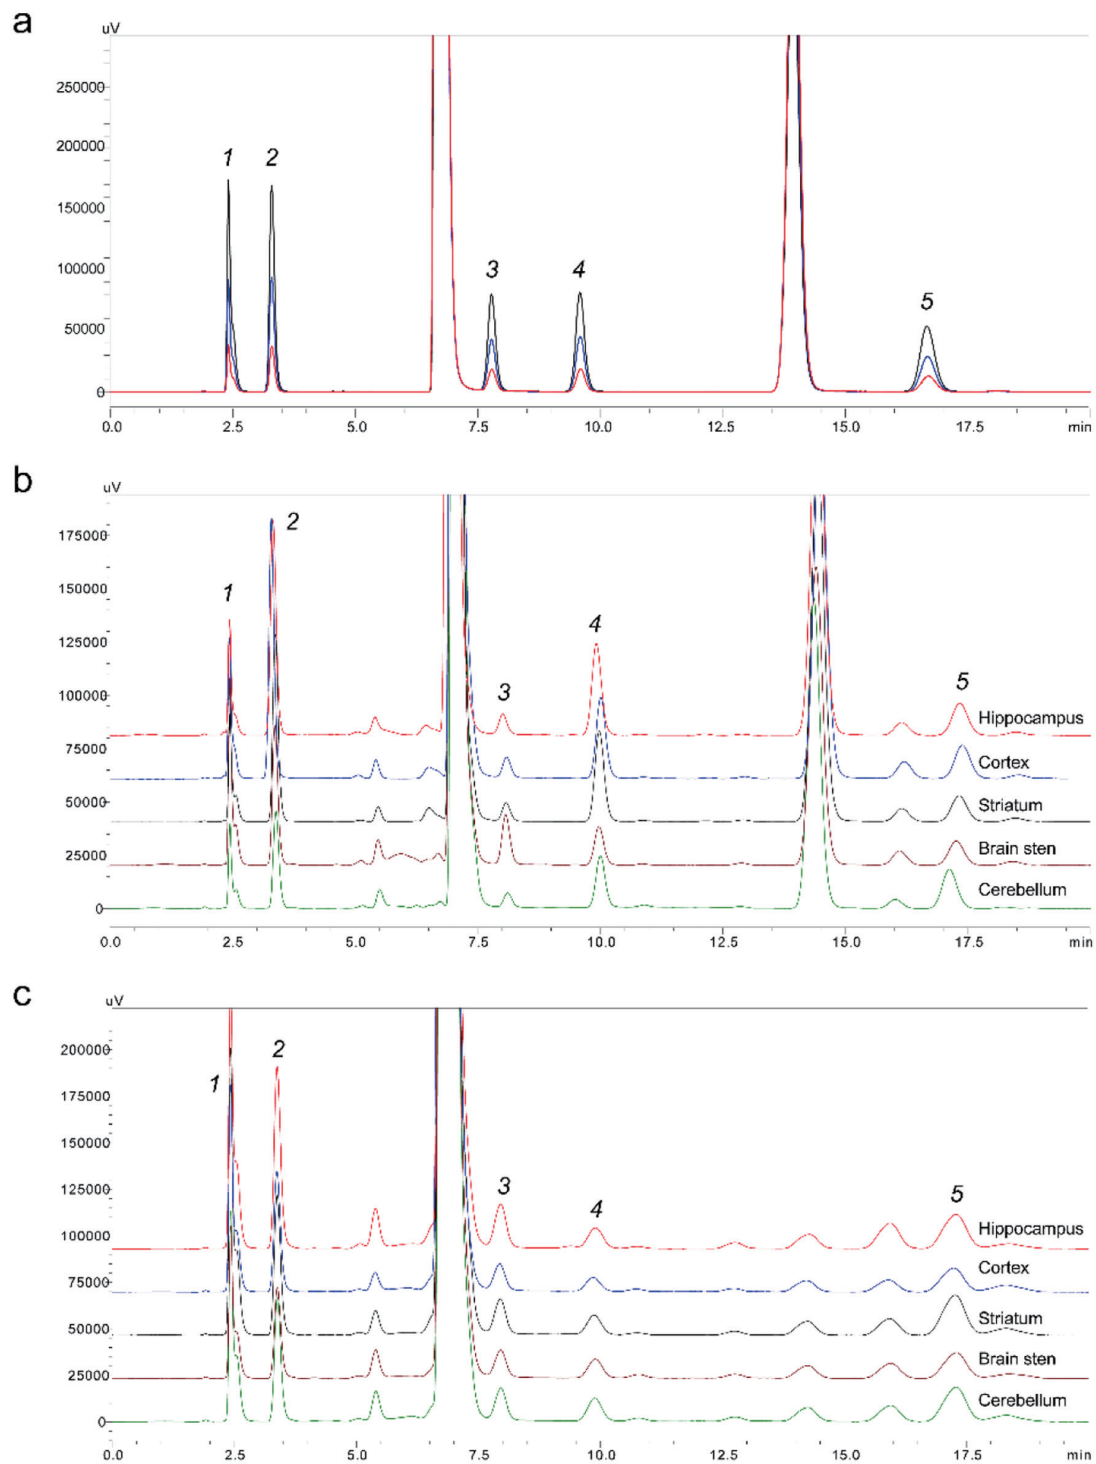 a
uV
250000
200000
150000
100000
50000
0
1
2
3
4
5
0.0 2.5 5.0 7.5 10.0 12.5 15.0 17.5 min
b
uV
175000
150000
125000
100000
75000
50000
25000
0
1
2
3
4
5
Hippocampus
Cortex
Striatum
Brain sten
Cerebellum
0.0 2.5 5.0 7.5 10.0 12.5 15.0 17.5 min
c
uV
200000
175000
150000
125000
100000
75000
50000
25000
0
1
2
3
4
5
Hippocampus
Cortex
Striatum
Brain sten
Cerebellum
0.0 2.5 5.0 7.5 10.0 12.5 15.0 17.5 min